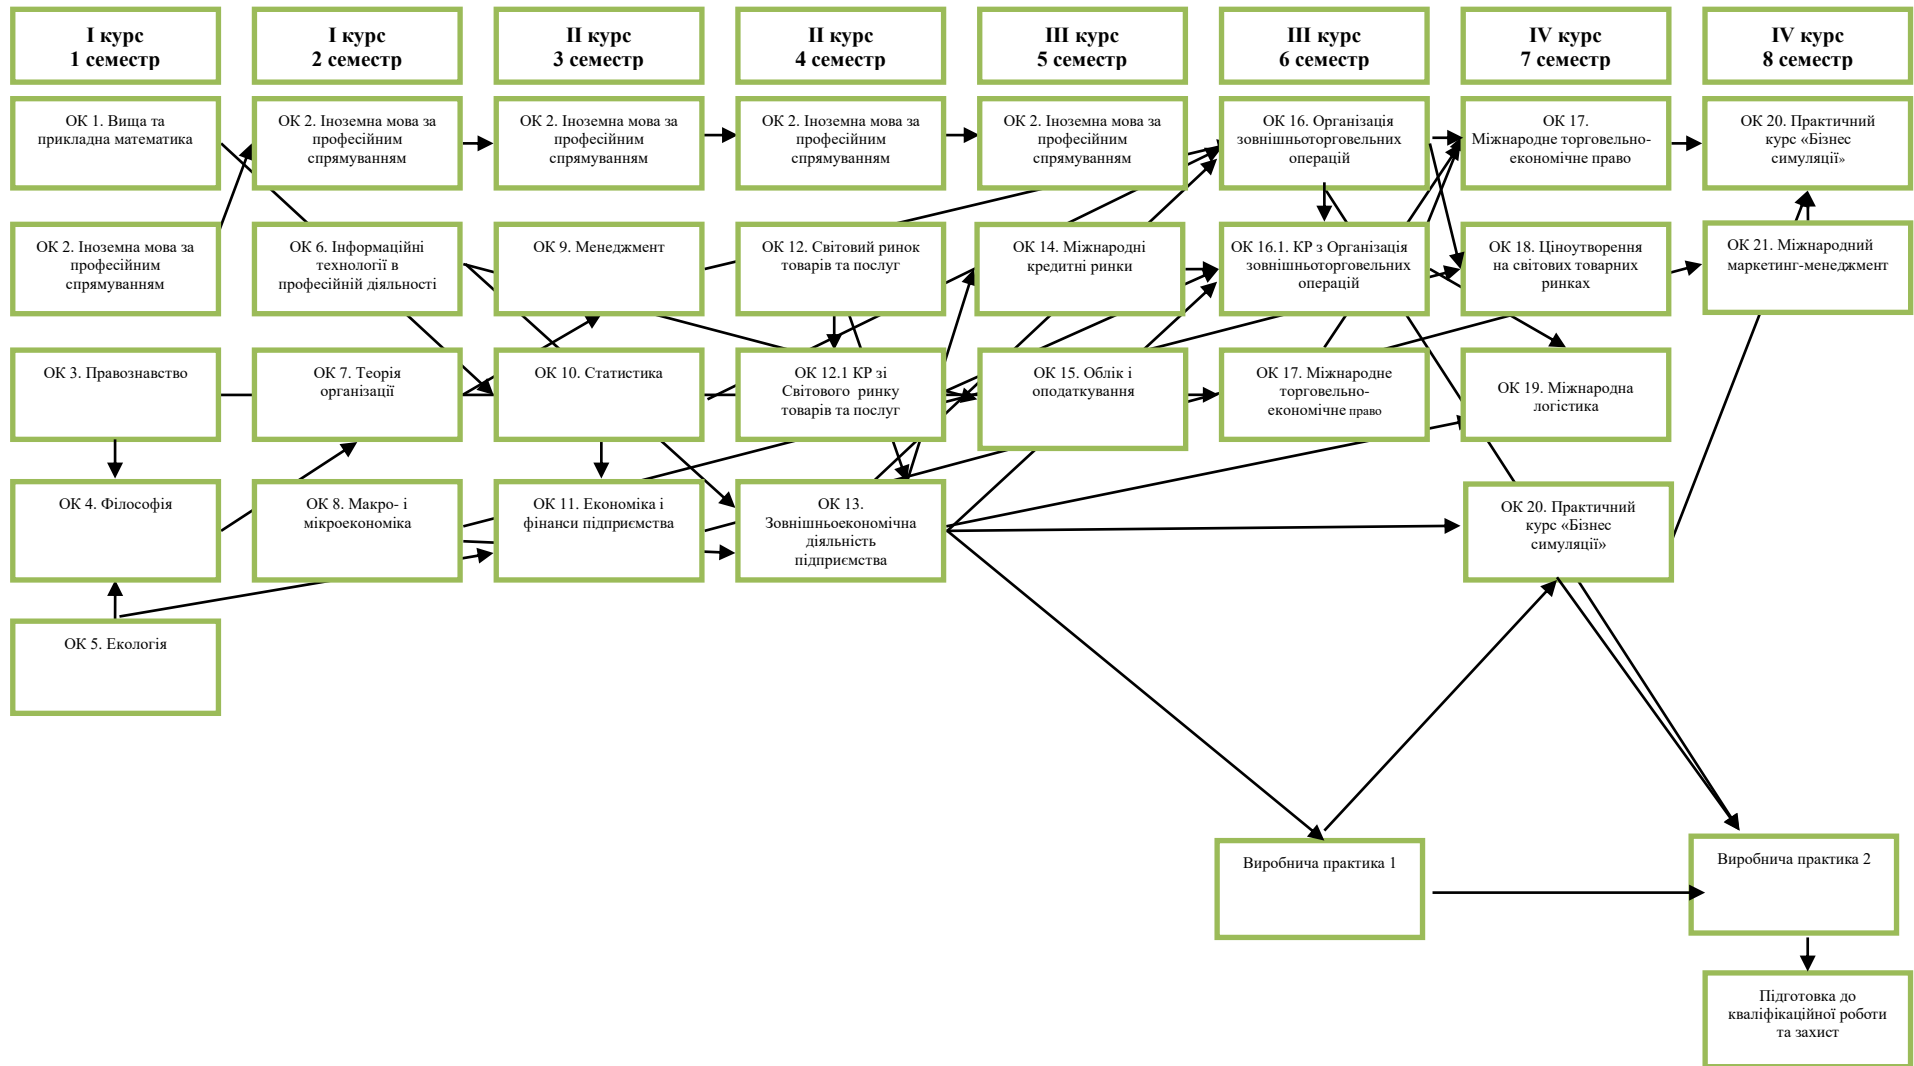 І курс
1 семестр
І курс
2 семестр
ІІ курс
3 семестр
ІІ курс
4 семестр
ІІІ курс
5 семестр
ІІІ курс
6 семестр
IV курс
7 семестр
IV курс
8 семестр
ОК 1. Вища та
прикладна математика
ОК 2. Іноземна мова за
професійним
спрямуванням
ОК 2. Іноземна мова за
професійним
спрямуванням
ОК 2. Іноземна мова за
професійним
спрямуванням
ОК 2. Іноземна мова за
професійним
спрямуванням
ОК 16. Організація
зовнішньоторговельних
операцій
ОК 17.
Міжнародне торговельно-
економічне право
ОК 20. Практичний
курс «Бізнес
симуляції»
ОК 2. Іноземна мова за
професійним
спрямуванням
ОК 6. Інформаційні
технології в
професійній діяльності
ОК 9. Менеджмент
ОК 12. Світовий ринок
товарів та послуг
ОК 14. Міжнародні
кредитні ринки
ОК 16.1. КР з Організація
зовнішньоторговельних
операцій
ОК 18. Ціноутворення
на світових товарних
ринках
ОК 21. Міжнародний
маркетинг-менеджмент
ОК 3. Правознавство
ОК 7. Теорія
організації
ОК 10. Статистика
ОК 12.1 КР зі
Світового ринку
товарів та послуг
ОК 15. Облік і
оподаткування
ОК 17. Міжнародне
торговельно-
економічне право
ОК 19. Міжнародна
логістика
ОК 4. Філософія
ОК 8. Макро- і
мікроекономіка
ОК 11. Економіка і
фінанси підприємства
ОК 13.
Зовнішньоекономічна
діяльність
підприємства
ОК 20. Практичний
курс «Бізнес
симуляції»
ОК 5. Екологія
Виробнича практика 1
Виробнича практика 2
Підготовка до
кваліфікаційної роботи
та захист